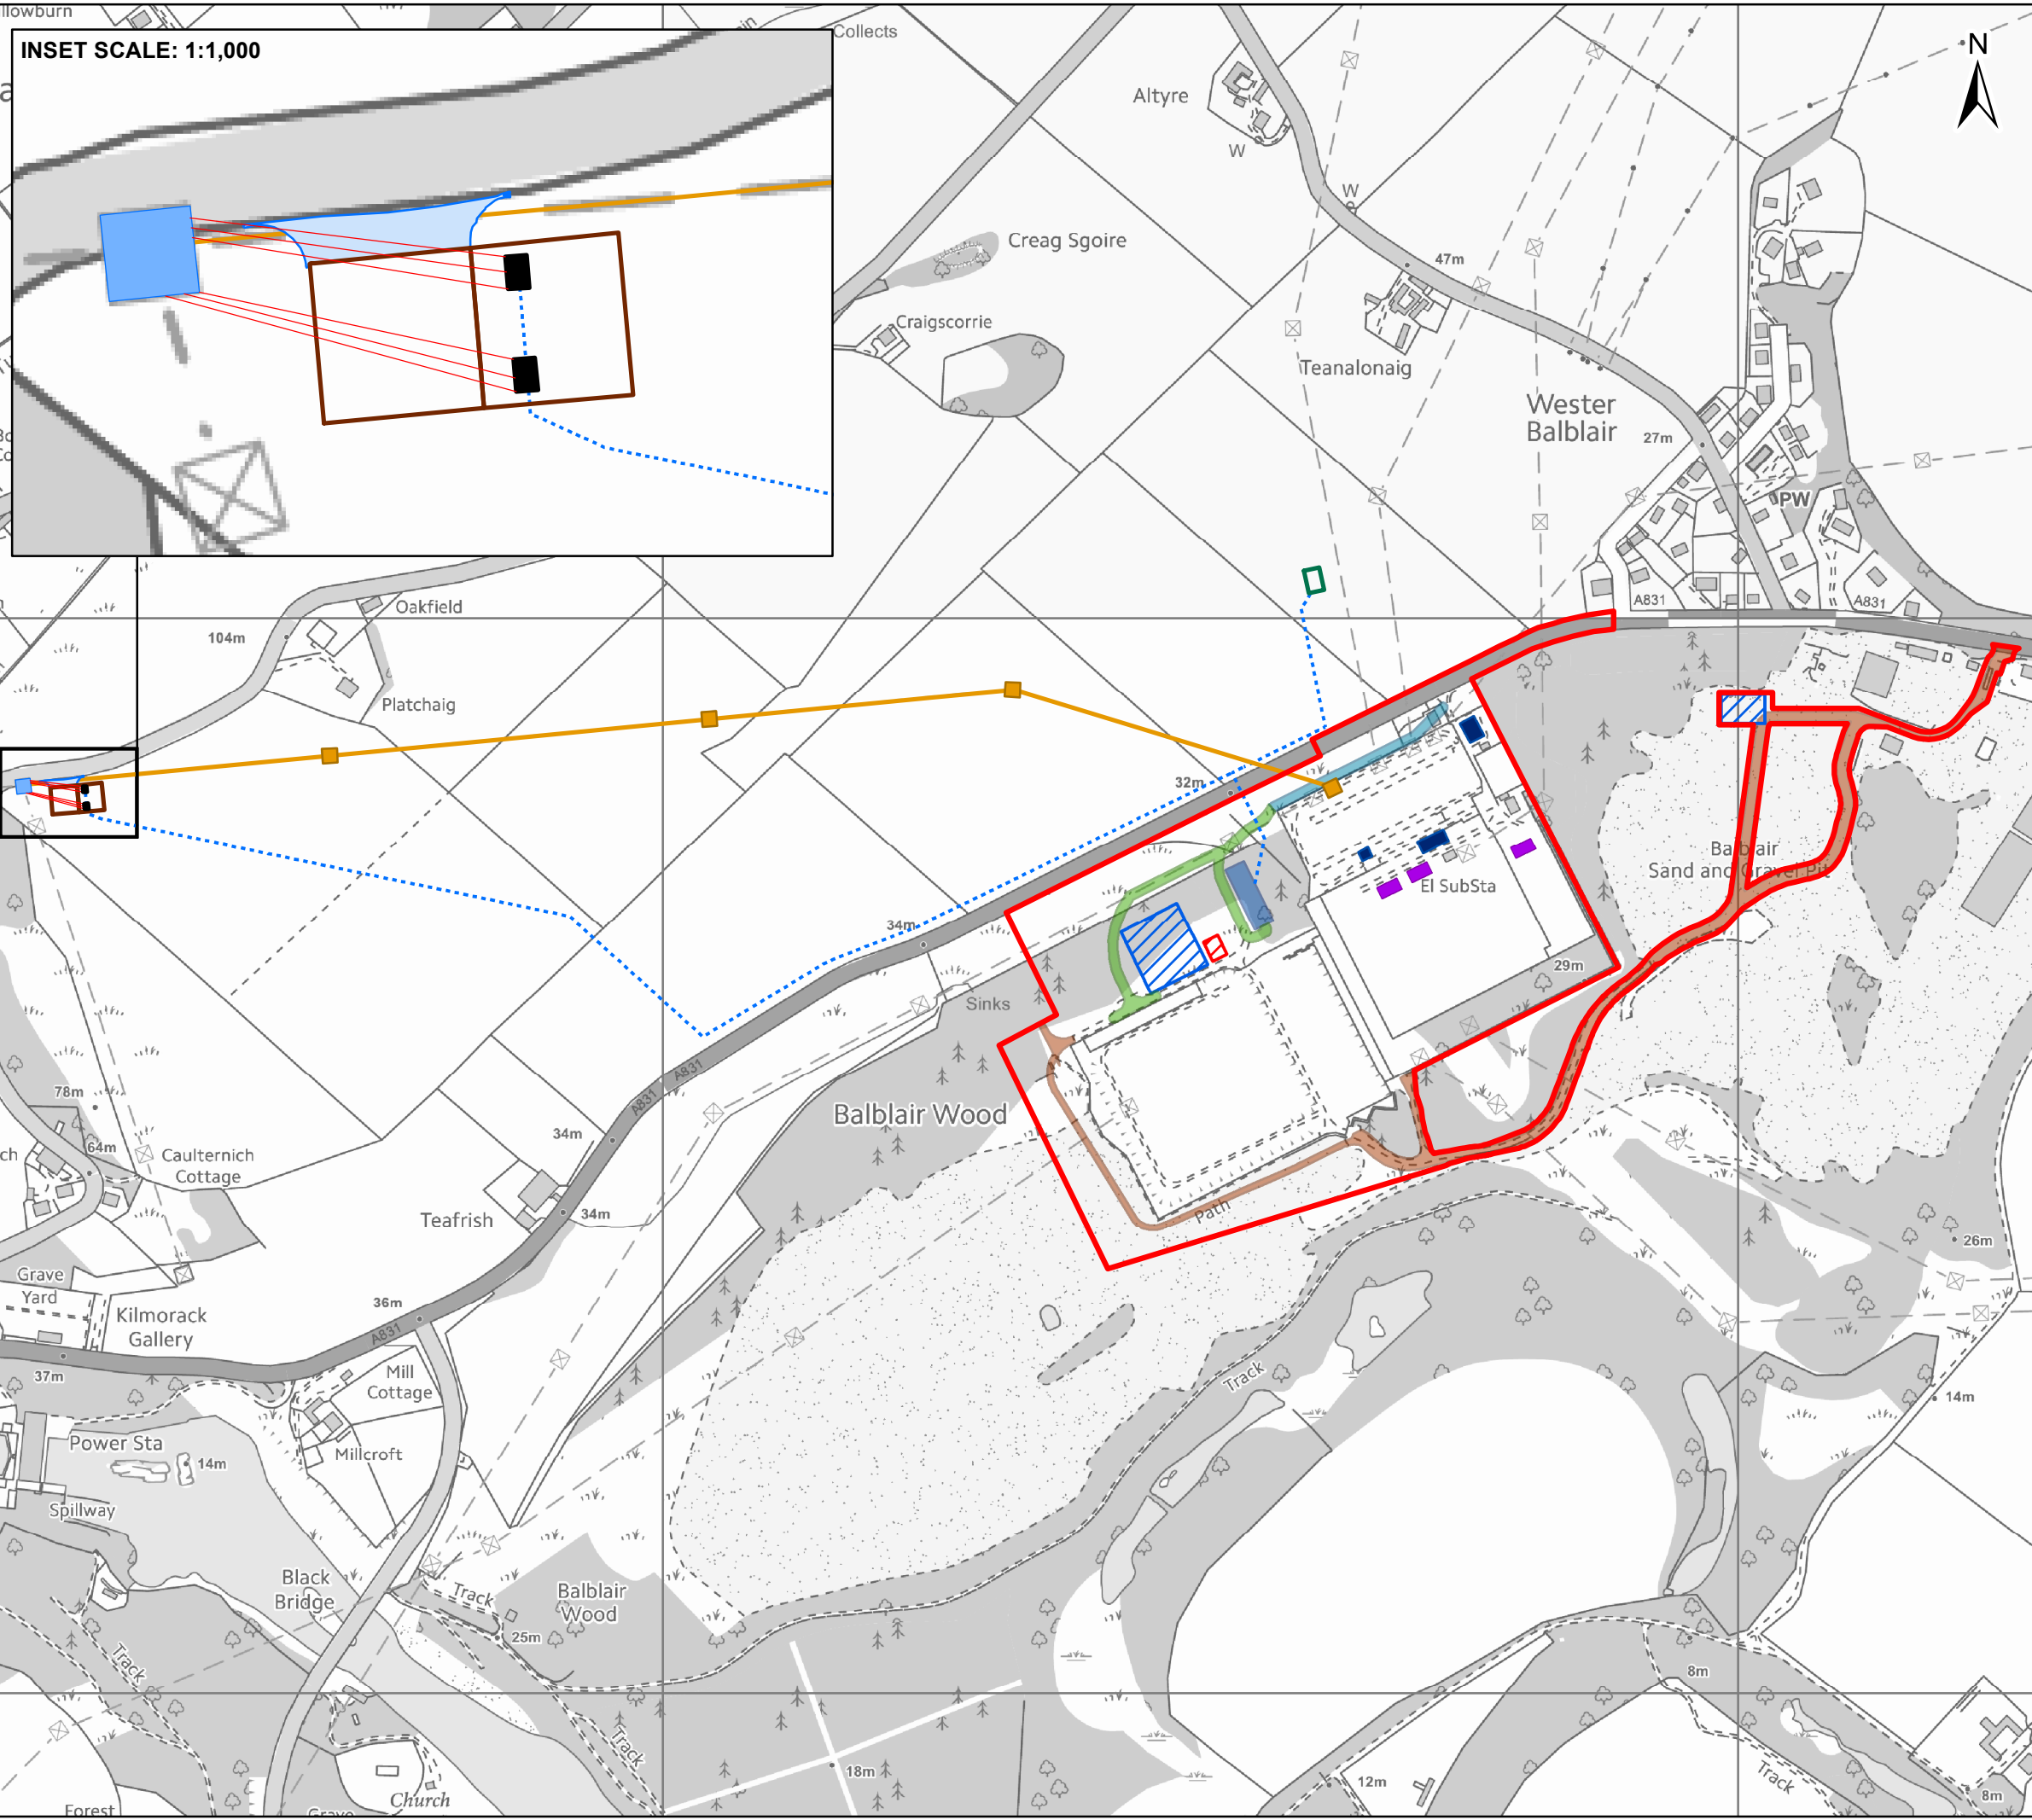 llowburn
INSET SCALE: 1:1,000
Collects
N
Altyre
W
W
Creag Sgoire
47m
Craigscorrie
Teanalonaig
Wester
Balblair
27m
PW
Oakfield
A831
A831
104m
Platchaig
32m
Balblair
Sand and Gravel Pit
El SubSta
34m
29m
Sinks
A831
A831
78m
Balblair Wood
34m
64m
ch
Caulternich
Cottage
Teafrish
34m
Path
26m
Grave
Yard
36m
Kilmorack
Gallery
A831
37m
Mill
Cottage
Track
14m
Power Sta
Millcroft
14m
Spillway
Black
Bridge
Track
Balblair
Wood
25m
Track
8m
Track
18m
12m
Track
Church
Forest
Grave
8m